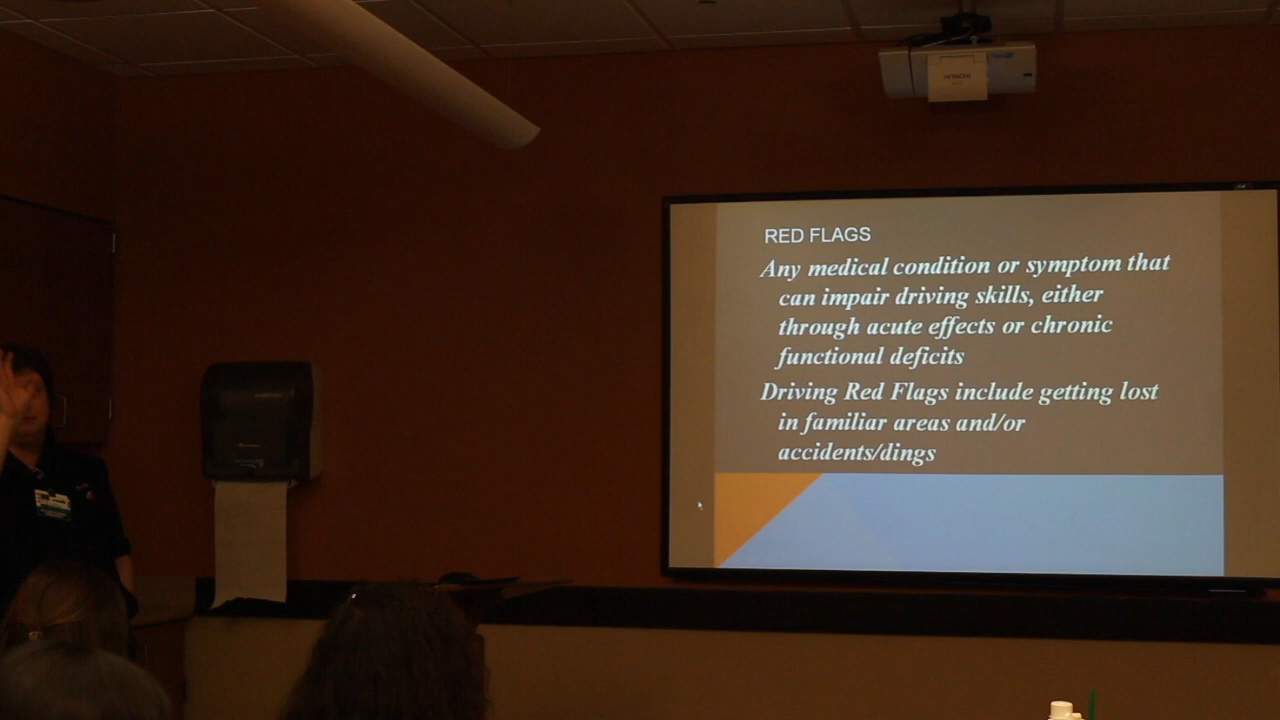 HITACHI
RED FLAGS
Any medical condition or symptom that
can impair driving skills, either
through acute effects or chronic
functional deficits
Driving Red Flags include getting lost
in familiar areas and/or
accidents/dings